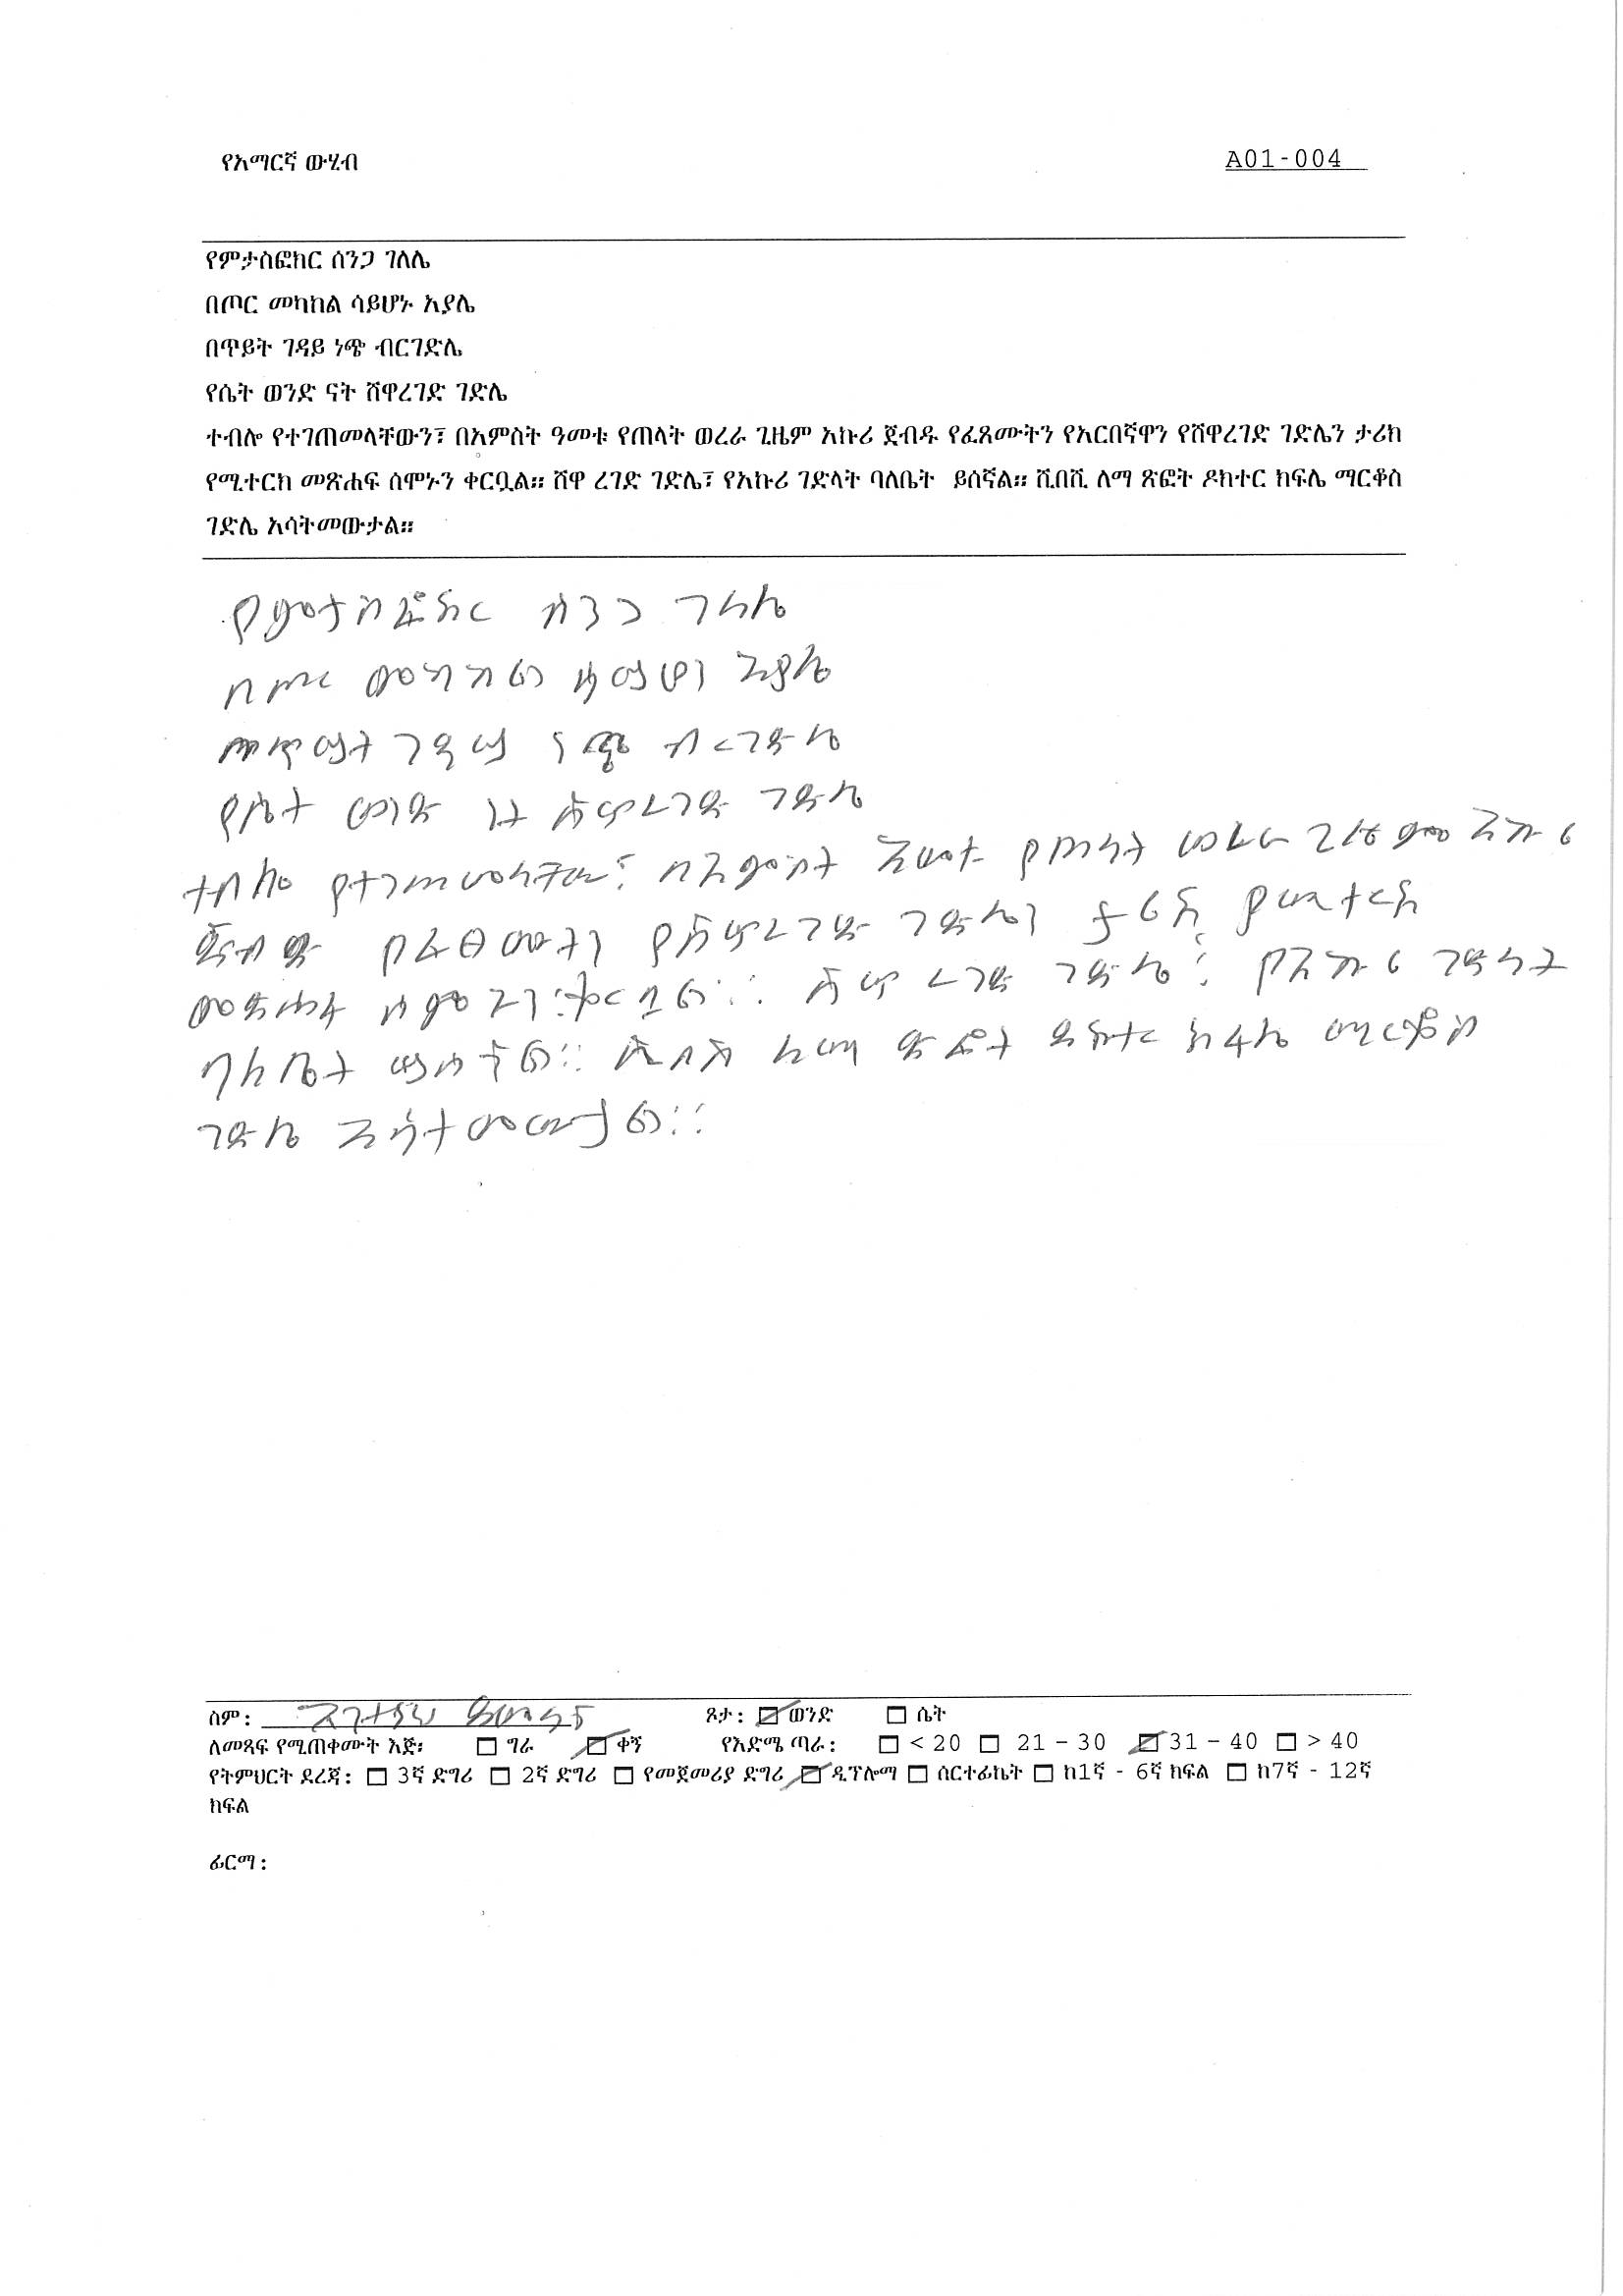 የአማርኛ ውሂብ A01-004
የምታስፎክር ሰንጋ ገለሌ
በጦር መካከል ሳይሆኑ አያሌ
በጥይት ገዳይ ነጭ ብርገድሌ
የሴት ወንድ ናት ሸዋረገድ ገድሌ
ተብሎ የተገጠመላቸውን፣ በአምስት ዓመቱ የጠላት ወረራ ጊዜም አኩሪ ጀብዱ የፈጸሙትን የአርበኛዋን የሸዋረገድ ገድሌን ታሪክ
የሚተርክ መጽሐፍ ሰሞኑን ቀርቧል። ሸዋ ረገድ ገድሌ፣ የአኩሪ ገድላት ባለቤት ይሰኛል። ሺበሺ ለማ ጽፎት ዶክተር ክፍሌ ማርቆስ
ገድሌ አሳትመውታል።
የምታስፎክር ሰንጋ ገለሌ
በጦር መካከል ሳይሆን አያሌ
በጥይት ገዳይ ነጭ ብርገድሌ
የሴት ወንድ ናት ሸዋረገድ ገድሌ
ተብሎ የተገጠመላቸው፣ በአምስት አመቱ የጠላት ወረራ ጊዜም አኩሪ
ጀብዱ የፈፀሙትን የሸዋረገድ ገድሌን ታሪክ የሚተርክ
መጽሐፍ ሰሞኑን ቀርቧል። ሸዋ ረገድ ገድሌ፣ የአኩሪ ገድላት
ባለቤት ይሰኛል። ሺበሺ ለማ ጽፎት ዶክተር ክፍሌ ማርቆስ
ገድሌ አሳትመውታል።
ስም: ጾታ: ወንድ ሴት
ለመጻፍ የሚጠቀሙት እጅ፡ ግራ ቀኝ የእድሜ ጣራ: < 20 21 – 30 31 – 40 > 40
የትምህርት ደረጃ: 3ኛ ድግሪ 2ኛ ድግሪ የመጀመሪያ ድግሪ ዲፕሎማ ሰርተፊኬት ከ1ኛ - 6ኛ ክፍል ከ7ኛ - 12ኛ
ክፍል
ፊርማ: